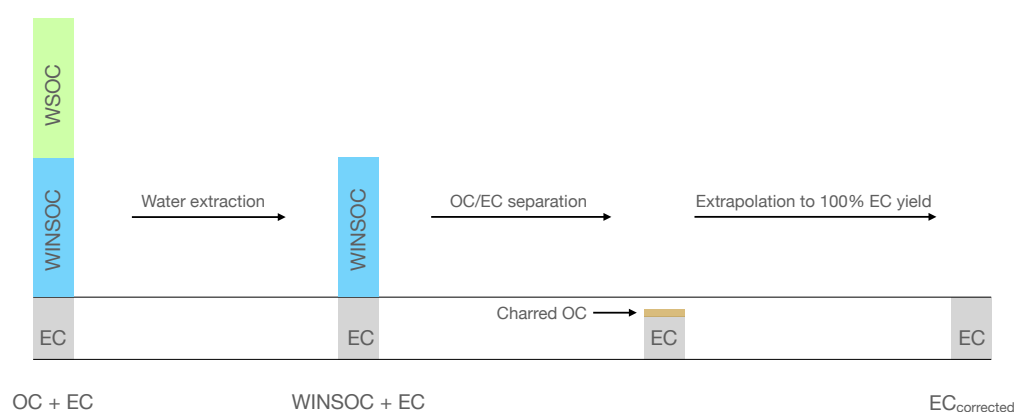 WSOC
WINSOC
EC
Water extraction
WINSOC
EC
OC/EC separation
Charred OC
EC
Extrapolation to 100% EC yield
EC
OC + EC
WINSOC + EC
ECcorrected